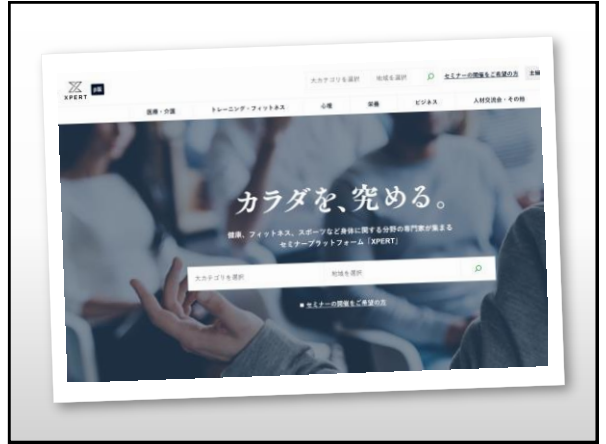 XPERT
β版
大カテゴリを選択 地域を選択 セミナーの開催をご希望の方
医療・介護 トレーニング・フィットネス 心理 栄養 ビジネス 人材交流会・その他
カラダを、究める。
健康、フィットネス、スポーツなど身体に関する分野の専門家が集まる
セミナープラットフォーム「XPERT」
大カテゴリを選択 地域を選択
セミナーの開催をご希望の方